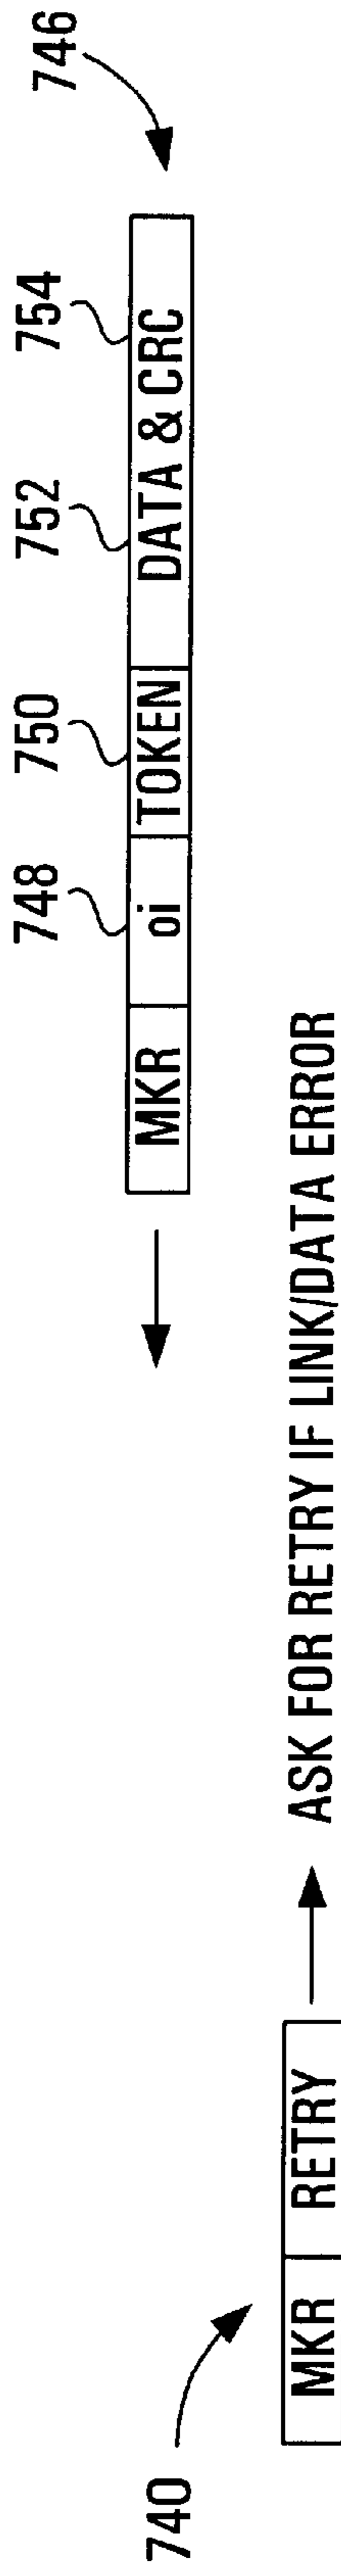 746
748 750 752 754
MKR oi TOKEN DATA & CRC
740
MKR RETRY ASK FOR RETRY IF LINK/DATA ERROR